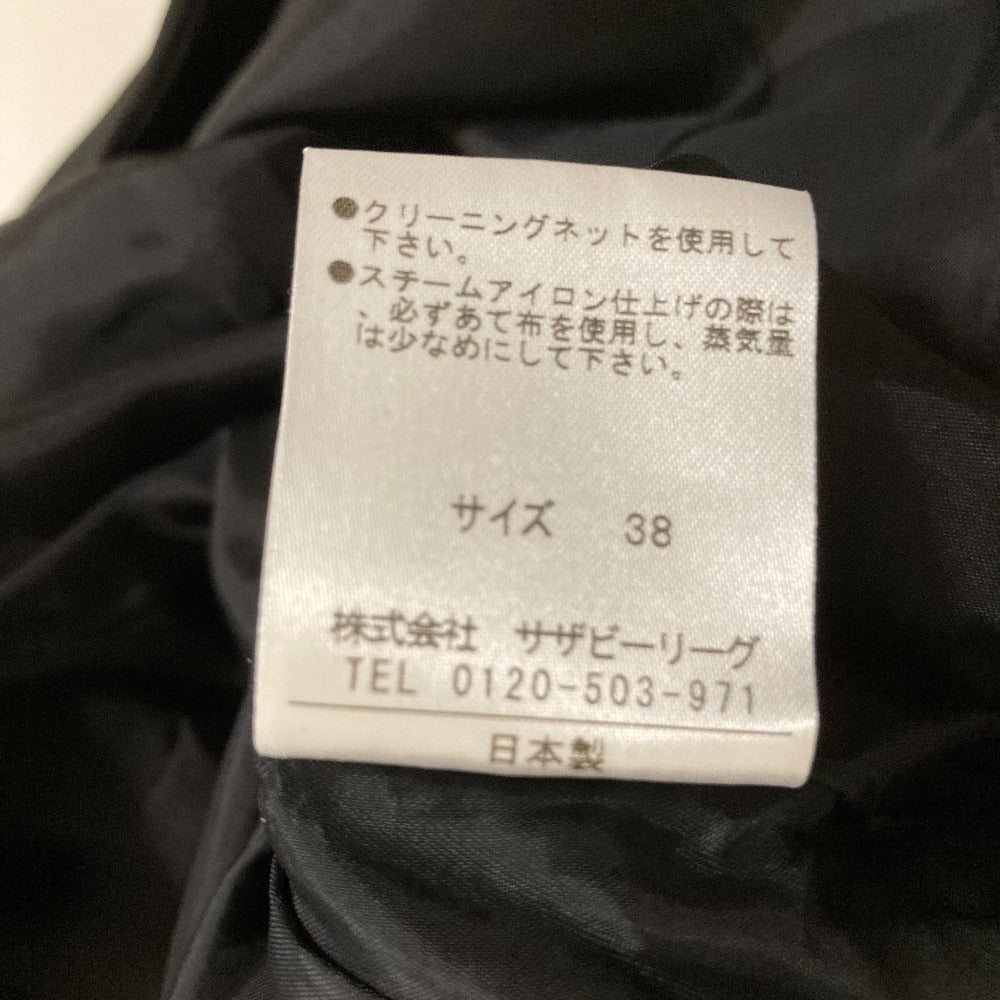 ●クリーニングネットを使用して
下さい。
●スチームアイロン仕上げの際は
、必ずあて布を使用し、蒸気量
は少なめにして下さい。
サイズ 38
株式会社 サザビーリーグ
TEL 0120-503-971
日本製